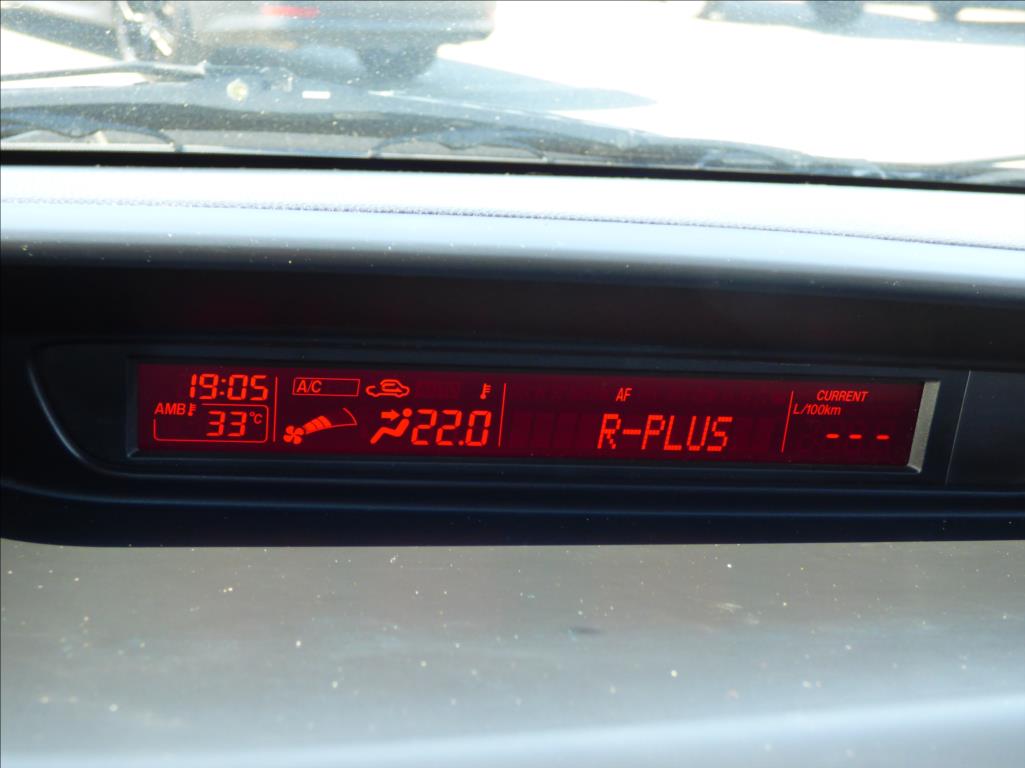 19:05
AMB 33°C
A/C
22.0
AF
R-PLUS
CURRENT
L/100km
---